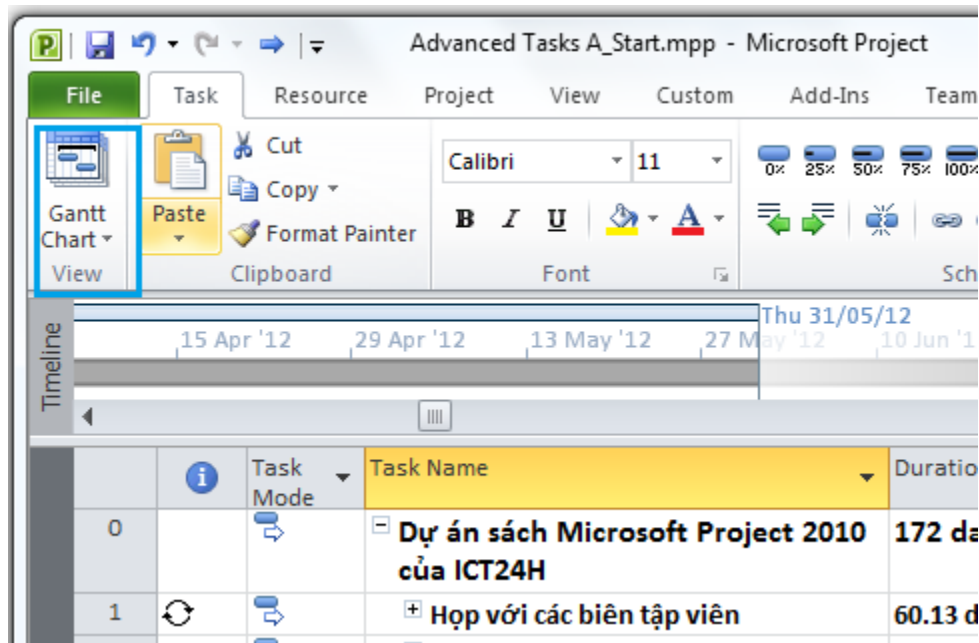 Advanced Tasks A_Start.mpp - Microsoft Project
File Task Resource Project View Custom Add-Ins Team
Gantt Chart
View
Paste
Cut
Copy
Format Painter
Clipboard
Calibri 11
B I U A
Font
0% 25% 50% 75% 100%
Sch
Timeline
Thu 31/05/12
15 Apr '12 29 Apr '12 13 May '12 27 May '12 10 Jun '1
Task Mode
Task Name
Duratio
0
Dự án sách Microsoft Project 2010
của ICT24H
172 da
1
Họp với các biên tập viên
60.13 d